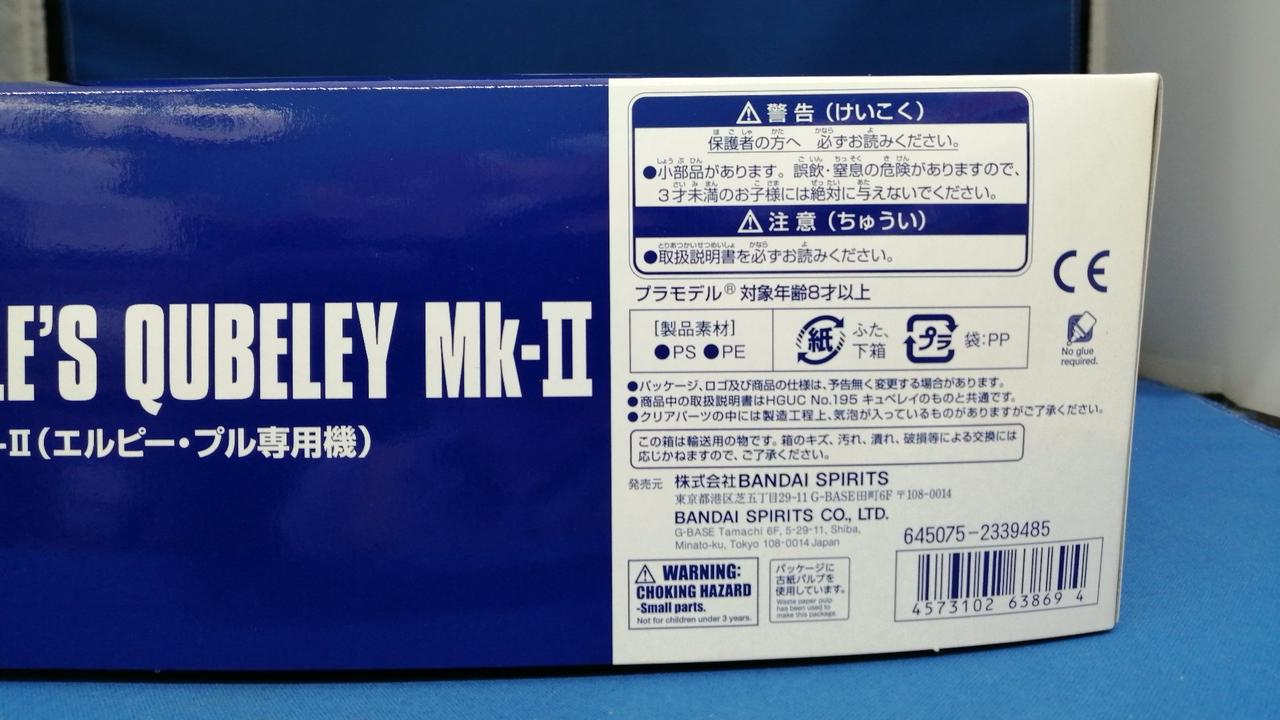 LE'S QUBELEY Mk-II
-II(エルピー・プル専用機)
⚠警告(けいこく)
保護者の方へ 必ずお読みください。
●小部品があります。誤飲・窒息の危険がありますので、
3才未満のお子様には絶対に与えないでください。
⚠注意(ちゅうい)
●取扱説明書を必ずお読みください。
プラモデル® 対象年齢8才以上
CE
[製品素材]
●PS ●PE
紙 ふた、下箱
プラ 袋:PP
No glue
required.
●パッケージ、ロゴ及び商品の仕様は、予告無く変更する場合があります。
●商品中の取扱説明書はHGUC No.195 キュベレイのものと共通です。
●クリアパーツの中には製造工程上、気泡が入っているものがありますがご了承ください。
この箱は輸送用の物です。箱のキズ、汚れ、潰れ、破損等による交換には
応じかねますので、ご了承ください。
発売元 株式会社BANDAI SPIRITS
東京都港区芝五丁目29-11 G-BASE田町6F 〒108-0014
BANDAI SPIRITS CO., LTD.
G-BASE Tamachi 6F, 5-29-11, Shiba,
Minato-ku, Tokyo 108-0014 Japan
⚠WARNING:
CHOKING HAZARD
-Small parts.
Not for children under 3 years.
パッケージに
古紙パルプを
使用しています。
Waste paper pulp
has been used to
make this package.
645075-2339485
4573102 63869 4